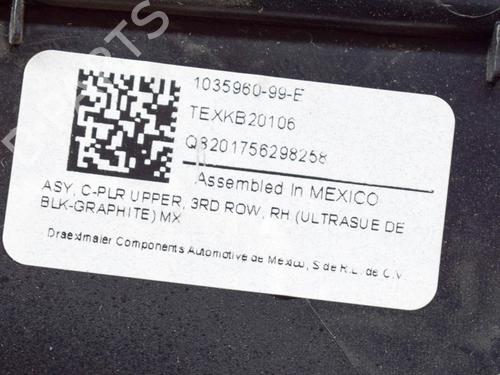 1035960-99-E
TEXKB20106
Q3201756298258
Assembled In MEXICO
ASY, C-PLR UPPER, 3RD ROW, RH (ULTRASUE DE
BLK-GRAPHITE) MX
Draexlmaier Components Automotive de Mexico, S de R.L. de C.V.